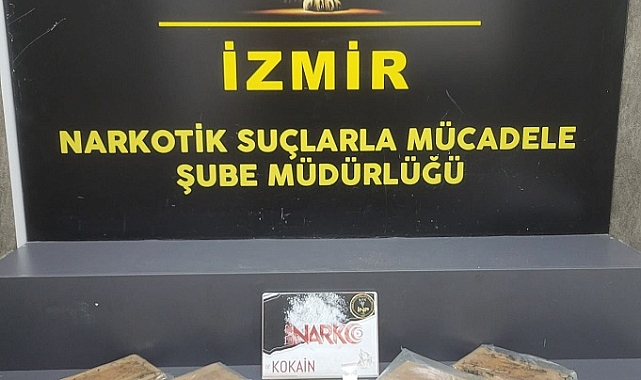 İZMİR
NARKOTİK SUÇLARLA MÜCADELE
ŞUBE MÜDÜRLÜĞÜ
NARKO
KOKAİN